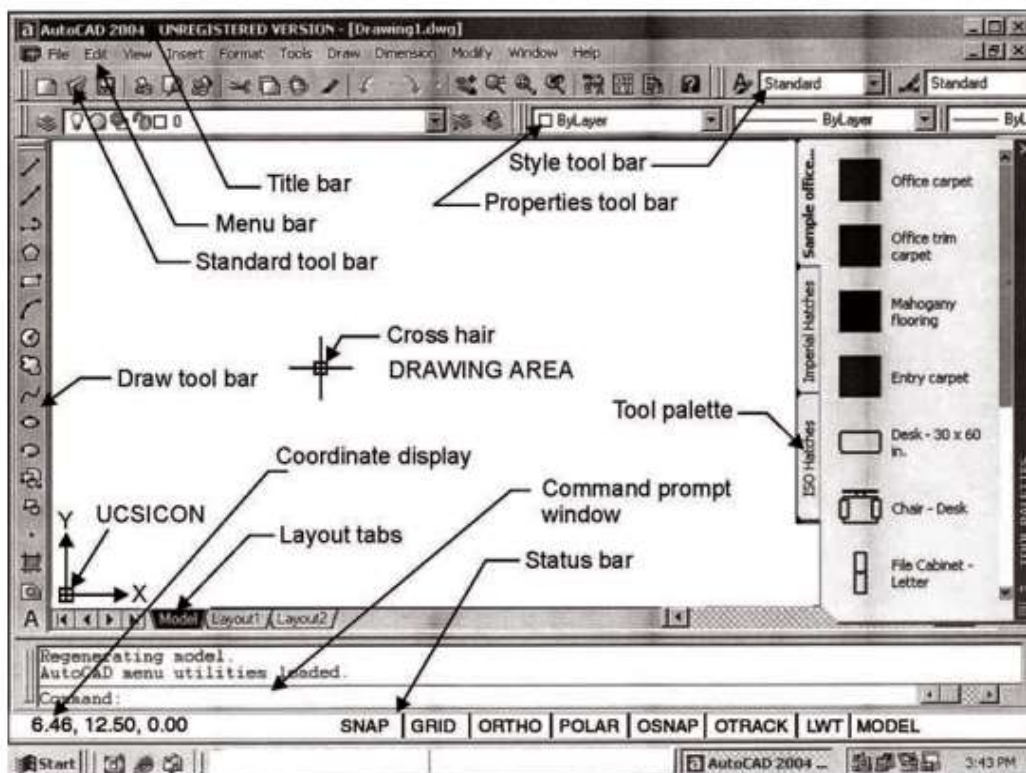 AutoCAD 2004 UNREGISTERED VERSION - [Drawing1.dwg]
File Edit View Insert Format Tools Draw Dimension Modify Window Help
Standard
Standard
0
ByLayer
ByLayer
ByL
Title bar
Menu bar
Standard tool bar
Style tool bar
Properties tool bar
Sample office...
Office carpet
Office trim
carpet
Mahogany
flooring
Entry carpet
Desk - 30 x 60
in.
Chair - Desk
File Cabinet -
Letter
Imperial Hatches
ISO Hatches
Cross hair
DRAWING AREA
Draw tool bar
Tool palette
Coordinate display
Command prompt
window
Y
UCSICON
Layout tabs
Status bar
X
A
Model Layout1 Layout2
Regenerating model.
AutoCAD menu utilities loaded.
Command:
6.46, 12.50, 0.00
SNAP GRID ORTHO POLAR OSNAP OTRACK LWT MODEL
Start
AutoCAD 2004 ...
3:43 PM